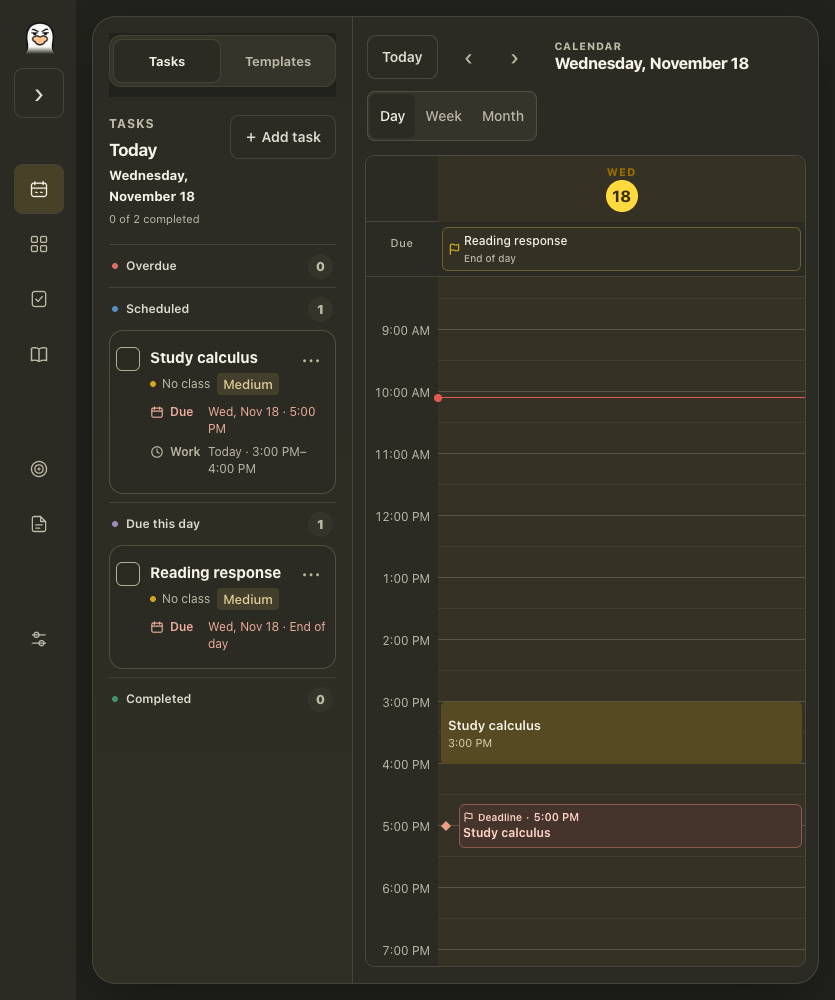 Tasks
Templates
TASKS
Today
Wednesday,
November 18
0 of 2 completed
+ Add task
Overdue
0
Scheduled
1
Study calculus
No class
Medium
Due
Wed, Nov 18 · 5:00
PM
Work
Today · 3:00 PM–
4:00 PM
Due this day
1
Reading response
No class
Medium
Due
Wed, Nov 18 · End of
day
Completed
0
Today
CALENDAR
Wednesday, November 18
Day
Week
Month
WED
18
Due
Reading response
End of day
9:00 AM
10:00 AM
11:00 AM
12:00 PM
1:00 PM
2:00 PM
3:00 PM
Study calculus
3:00 PM
4:00 PM
5:00 PM
Deadline · 5:00 PM
Study calculus
6:00 PM
7:00 PM